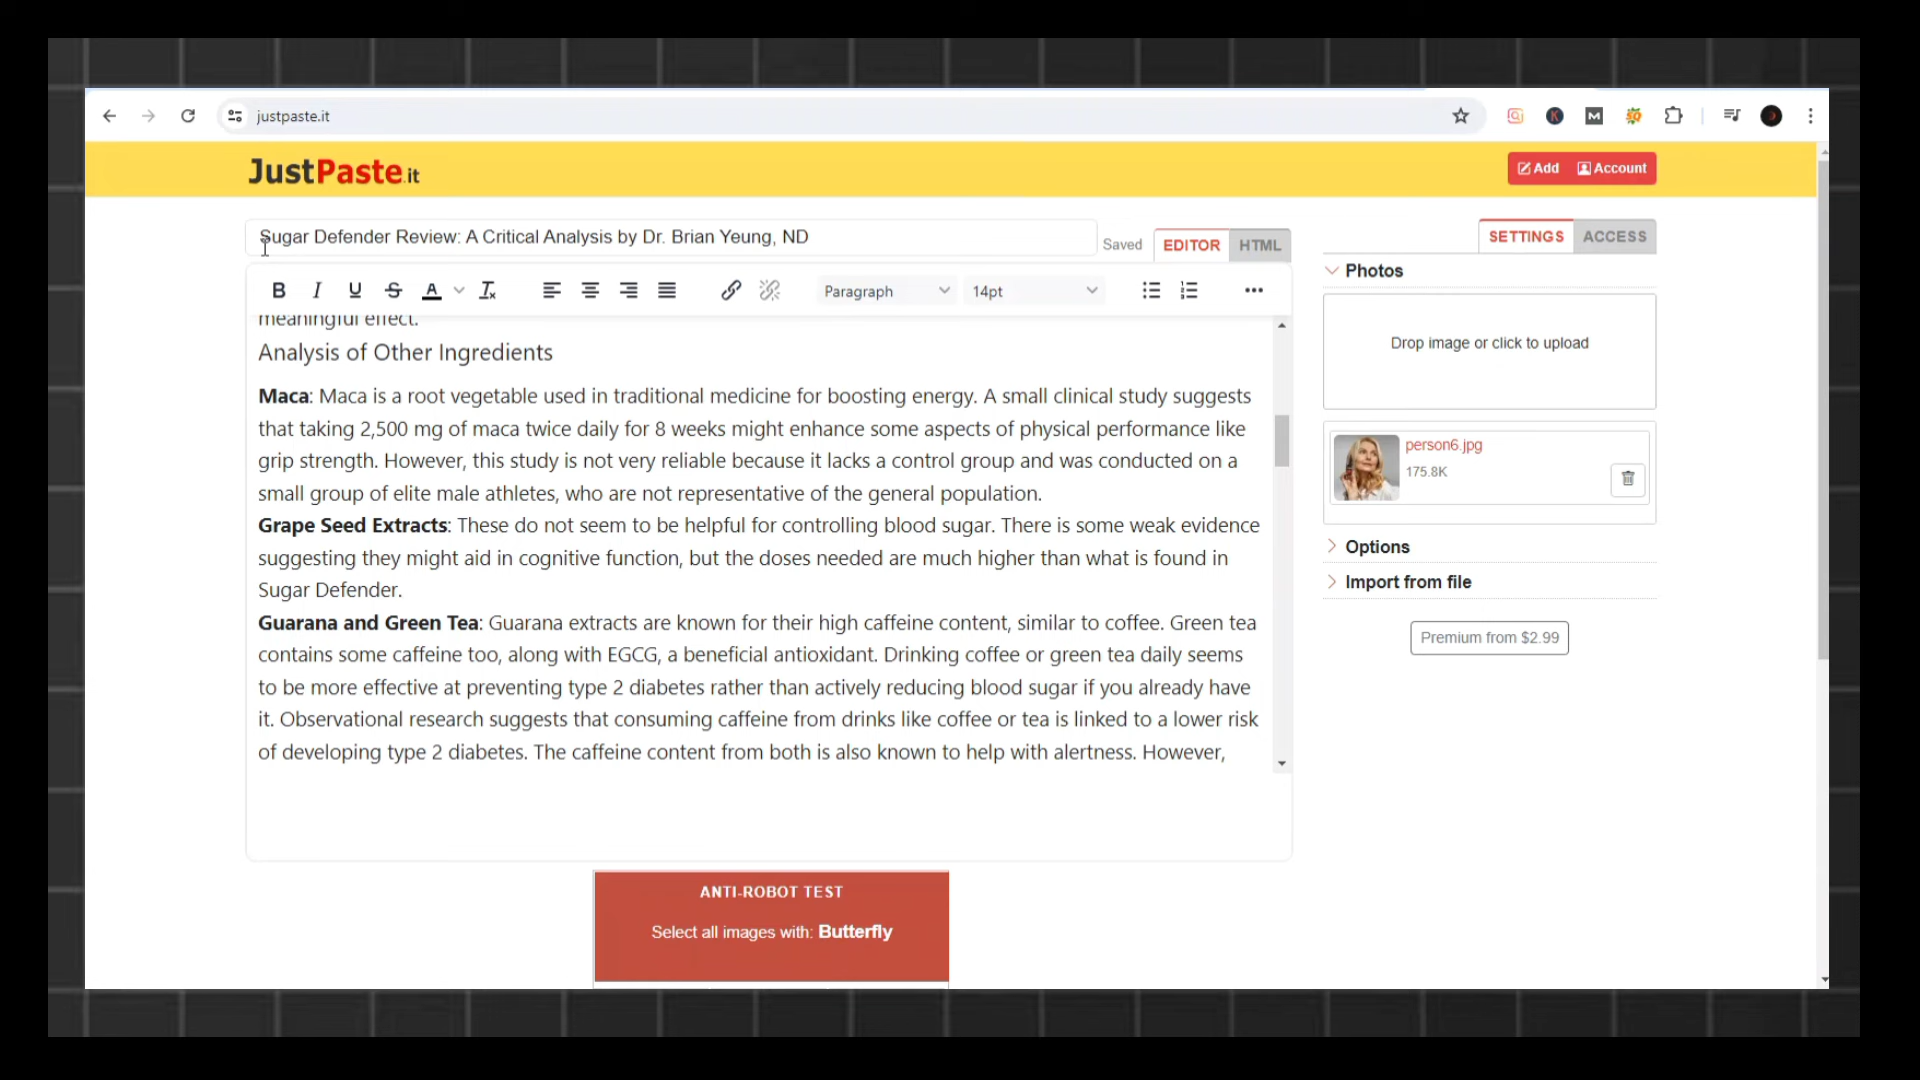 justpaste.it
JustPaste.it
Add
Account
Sugar Defender Review: A Critical Analysis by Dr. Brian Yeung, ND
Saved
EDITOR
HTML
SETTINGS
ACCESS
B I U S A
Paragraph
14pt
meaningful effect.
Analysis of Other Ingredients
Maca: Maca is a root vegetable used in traditional medicine for boosting energy. A small clinical study suggests
that taking 2,500 mg of maca twice daily for 8 weeks might enhance some aspects of physical performance like
grip strength. However, this study is not very reliable because it lacks a control group and was conducted on a
small group of elite male athletes, who are not representative of the general population.
Grape Seed Extracts: These do not seem to be helpful for controlling blood sugar. There is some weak evidence
suggesting they might aid in cognitive function, but the doses needed are much higher than what is found in
Sugar Defender.
Guarana and Green Tea: Guarana extracts are known for their high caffeine content, similar to coffee. Green tea
contains some caffeine too, along with EGCG, a beneficial antioxidant. Drinking coffee or green tea daily seems
to be more effective at preventing type 2 diabetes rather than actively reducing blood sugar if you already have
it. Observational research suggests that consuming caffeine from drinks like coffee or tea is linked to a lower risk
of developing type 2 diabetes. The caffeine content from both is also known to help with alertness. However,
Photos
Drop image or click to upload
person6.jpg
175.8K
Options
Import from file
Premium from $2.99
ANTI-ROBOT TEST
Select all images with: Butterfly